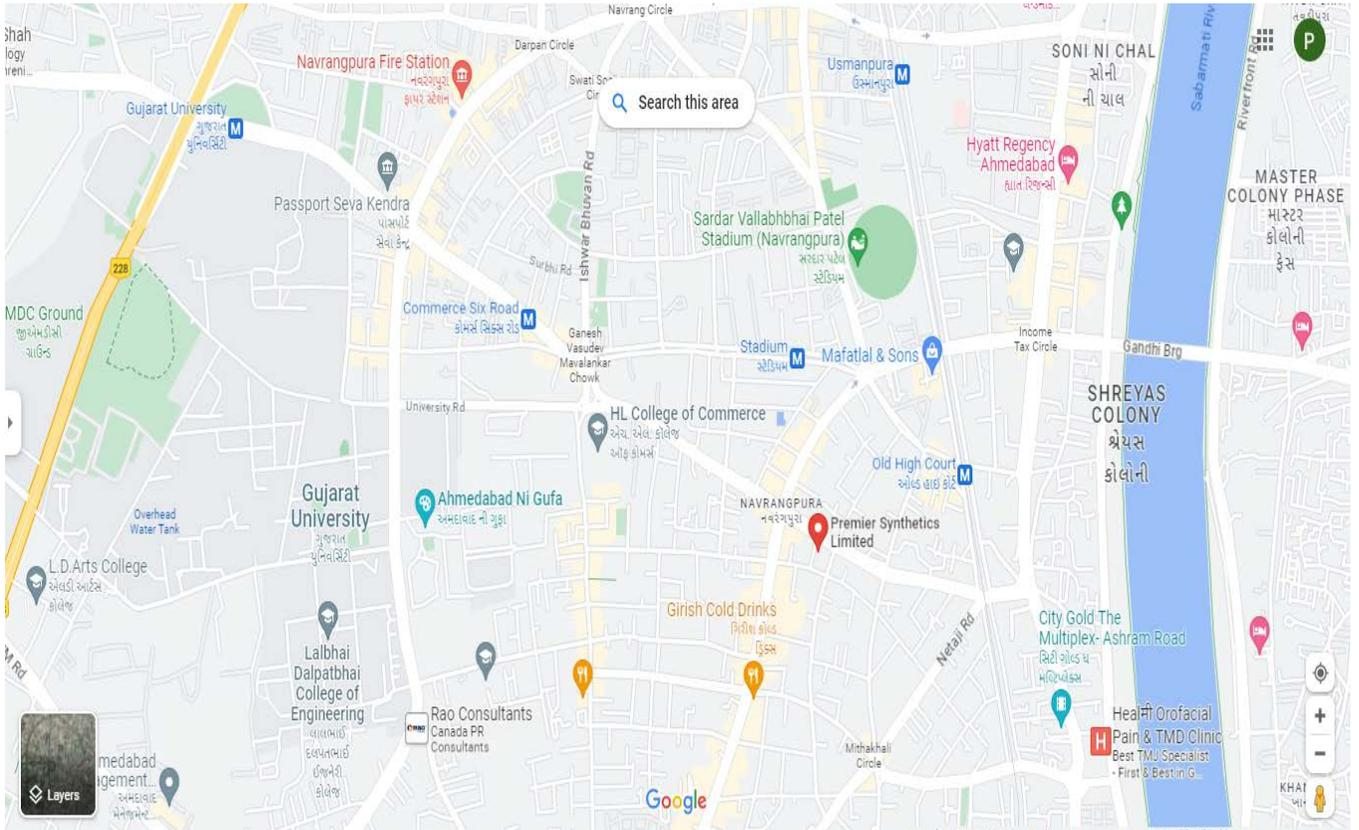 Navrang Circle
Shah
logy
Darpan Circle
Navrangpura Fire Station
નવરંગપુરા
ફાયર સ્ટેશન
Usmanpura
ઉસ્માનપુરા
SONI NI CHAL
સોની
ની ચાલ
Sabarmati Riv
Riverfront Rd
P
Search this area
Gujarat University
ગુજરાત
યુનિવર્સિટી
Hyatt Regency
Ahmedabad
હ્યાત રિજન્સી
Passport Seva Kendra
પાસપોર્ટ
સેવા કેન્દ્ર
Ishwar Bhuvan Rd
MASTER
COLONY PHASE
માસ્ટર
કોલોની
ફેસ
Sardar Vallabhbhai Patel
Stadium (Navrangpura)
સરદાર પટેલ
સ્ટેડિયમ
Surbhi Rd
228
MDC Ground
જીએમડીસી
ગ્રાઉન્ડ
Commerce Six Road
કોમર્સ સિક્સ રોડ
Ganesh
Vasudev
Mavalankar
Chowk
Stadium
સ્ટેડિયમ
Mafatlal & Sons
Income
Tax Circle
Gandhi Brg
SHREYAS
COLONY
શ્રેયસ
કોલોની
University Rd
HL College of Commerce
એચ. એલ. કૉલેજ
ઑફ કોમર્સ
Old High Court
ઓલ્ડ હાઇ કોર્ટ
Gujarat
University
ગુજરાત
યુનિવર્સિટી
Ahmedabad Ni Gufa
અમદાવાદ ની ગુફા
NAVRANGPURA
નવરંગપુરા
Premier Synthetics
Limited
Overhead
Water Tank
L.D.Arts College
એલડી આર્ટસ
કોલેજ
Girish Cold Drinks
ગિરીશ કોલ્ડ
ડ્રિંક્સ
Netaji Rd
City Gold The
Multiplex- Ashram Road
સિટી ગોલ્ડ ધ
મલ્ટિપ્લેક્સ
Lalbhai
Dalpatbhai
College of
Engineering
લાલભાઈ
દલપતભાઈ
ઈજનેરી
કોલેજ
Rao Consultants
Canada PR
Consultants
Orofacial
Pain & TMD Clinic
Best TMJ Specialist
- First & Best in G...
H
Mithakhali
Circle
medabad
agement...
અમદાવાદ
મેનેજમેન્ટ...
Layers
Google